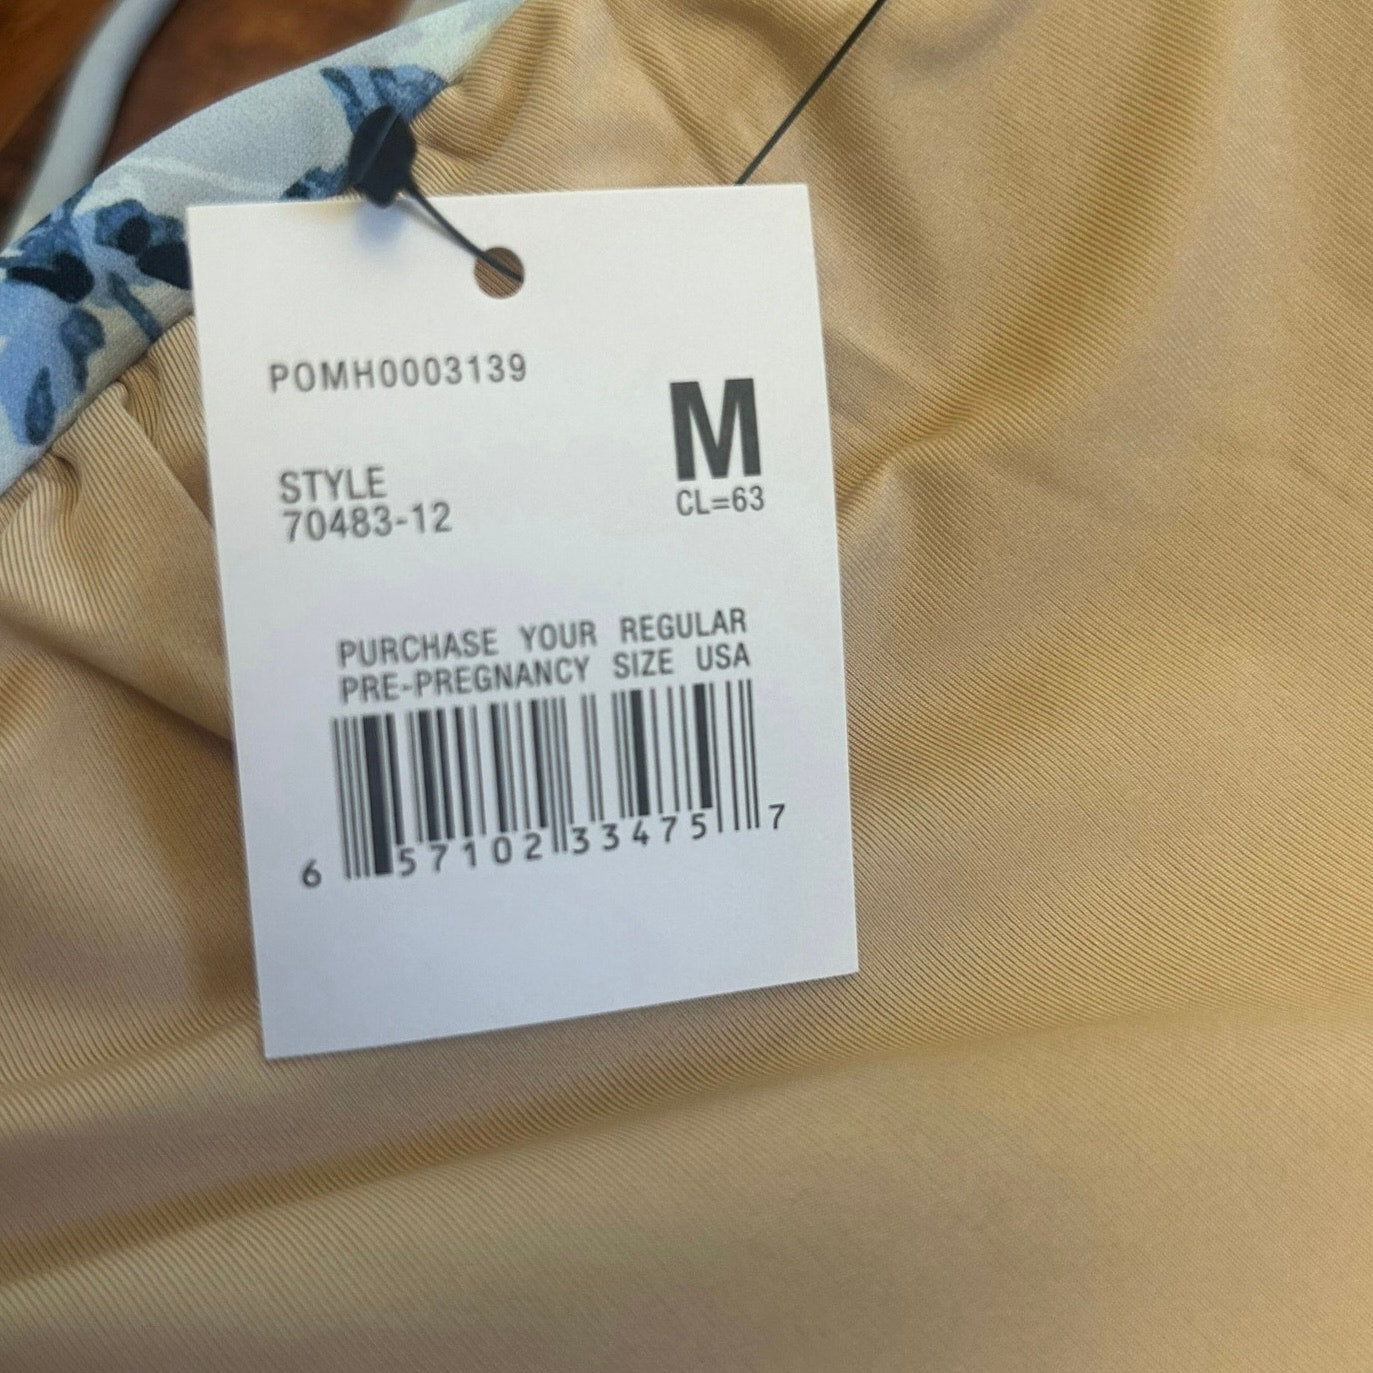 POMH0003139
M
CL=63
STYLE
70483-12
PURCHASE YOUR REGULAR
PRE-PREGNANCY SIZE USA
6 57102 33475 7